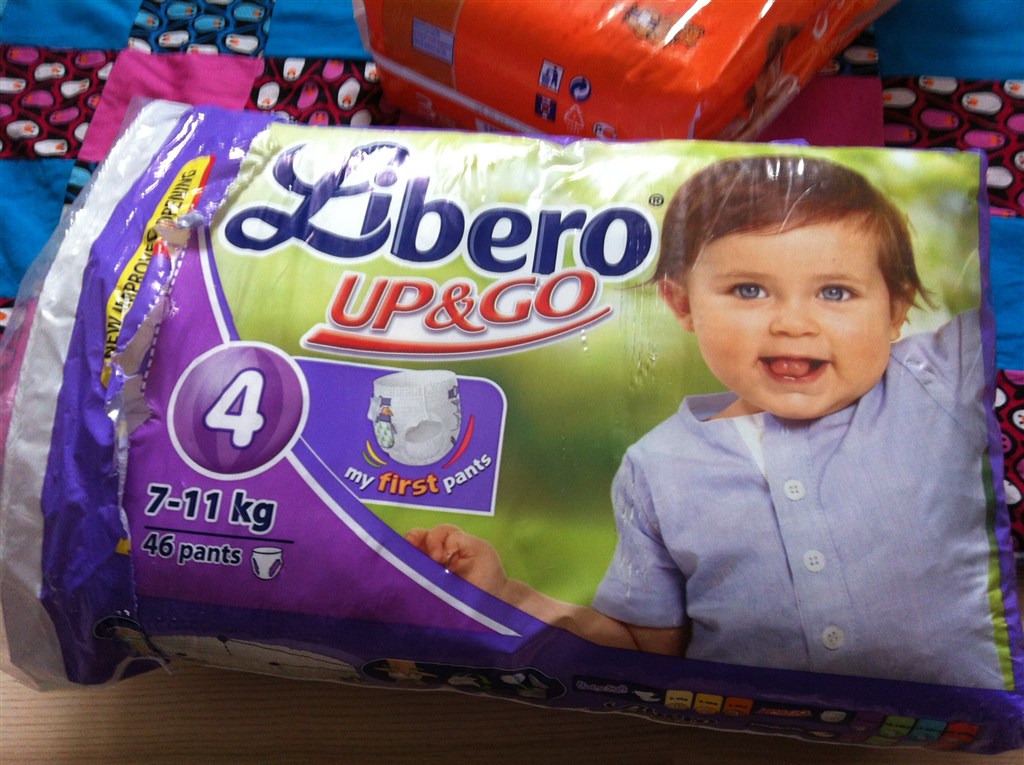 NEW IMPROVED OPENING
Libero®
UP&GO
4
my first pants
7-11 kg
46 pants